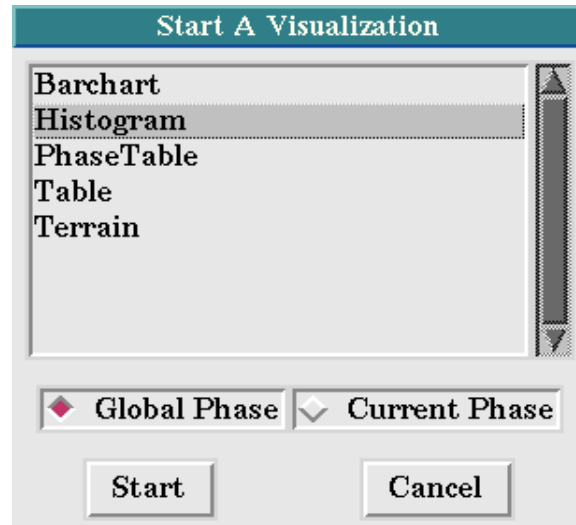 Start A Visualization
Barchart
Histogram
PhaseTable
Table
Terrain
Global Phase Current Phase
Start Cancel